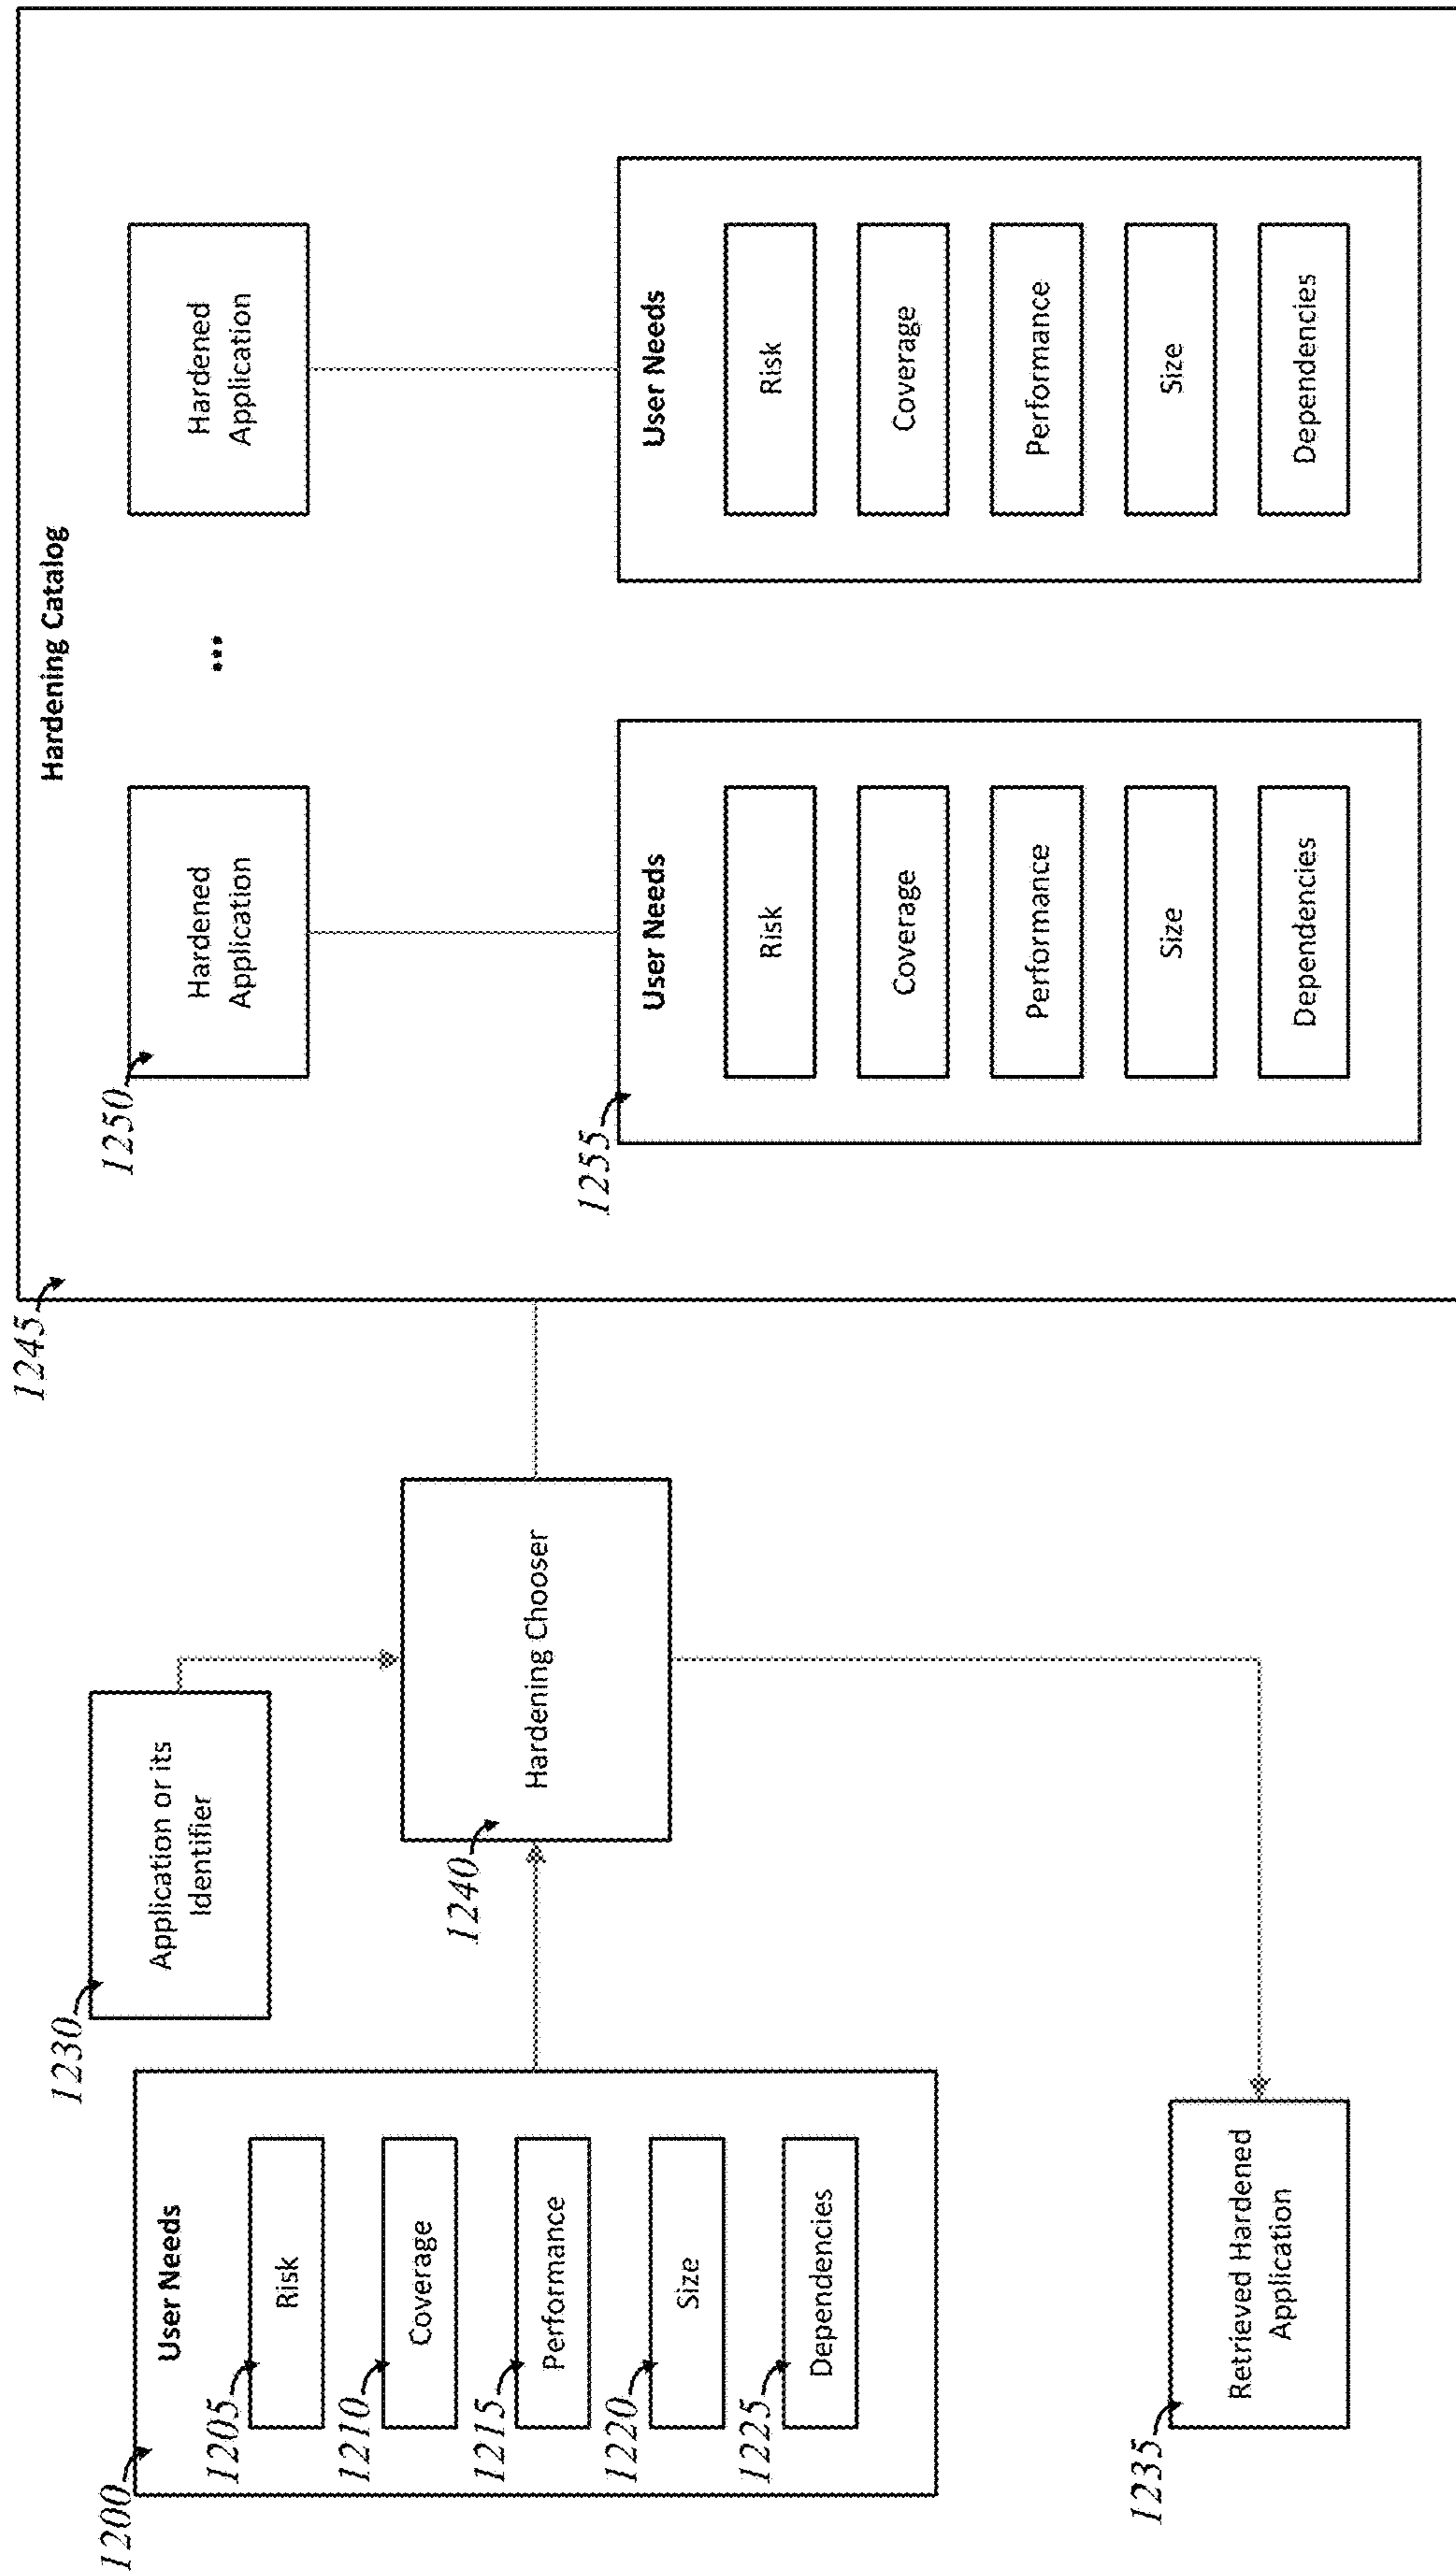 1200
User Needs
1205
Risk
1210
Coverage
1215
Performance
1220
Size
1225
Dependencies
1230
Application or its
Identifier
1240
Hardening Chooser
1235
Retrieved Hardened
Application
1245
Hardening Catalog
1250
Hardened
Application
...
Hardened
Application
1255
User Needs
Risk
Coverage
Performance
Size
Dependencies
User Needs
Risk
Coverage
Performance
Size
Dependencies